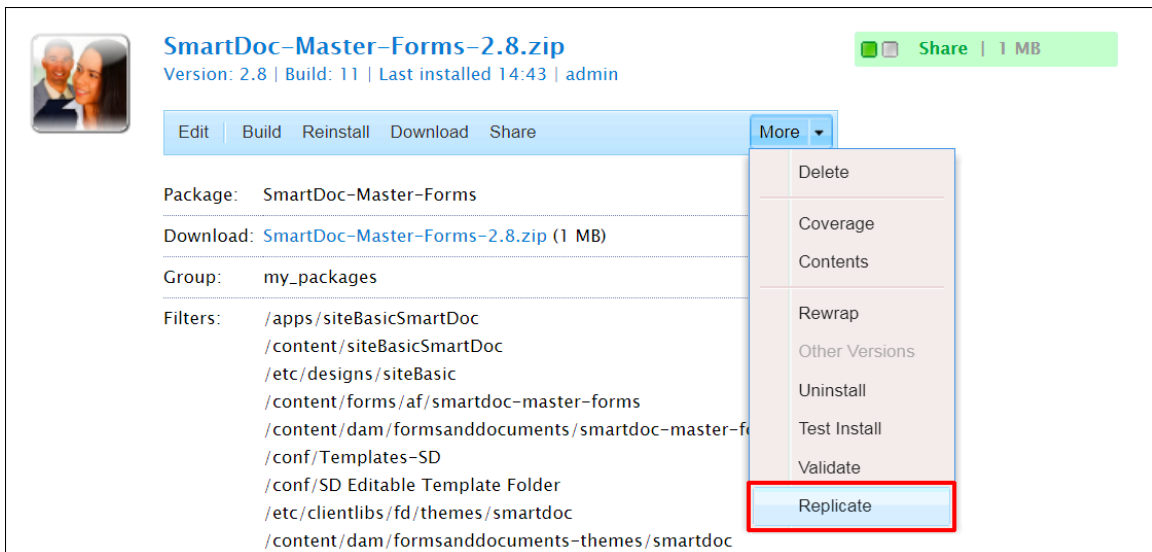 SmartDoc-Master-Forms-2.8.zip
Share | 1 MB
Version: 2.8 | Build: 11 | Last installed 14:43 | admin
Edit Build Reinstall Download Share More
Delete
Package: SmartDoc-Master-Forms
Coverage
Download: SmartDoc-Master-Forms-2.8.zip (1 MB)
Contents
Group: my_packages
Rewrap
Filters: /apps/siteBasicSmartDoc
/content/siteBasicSmartDoc
Other Versions
/etc/designs/siteBasic
Uninstall
/content/forms/af/smartdoc-master-forms
/content/dam/formsanddocuments/smartdoc-master-fo
Test Install
/conf/Templates-SD
Validate
/conf/SD Editable Template Folder
/etc/clientlibs/fd/themes/smartdoc
Replicate
/content/dam/formsanddocuments-themes/smartdoc